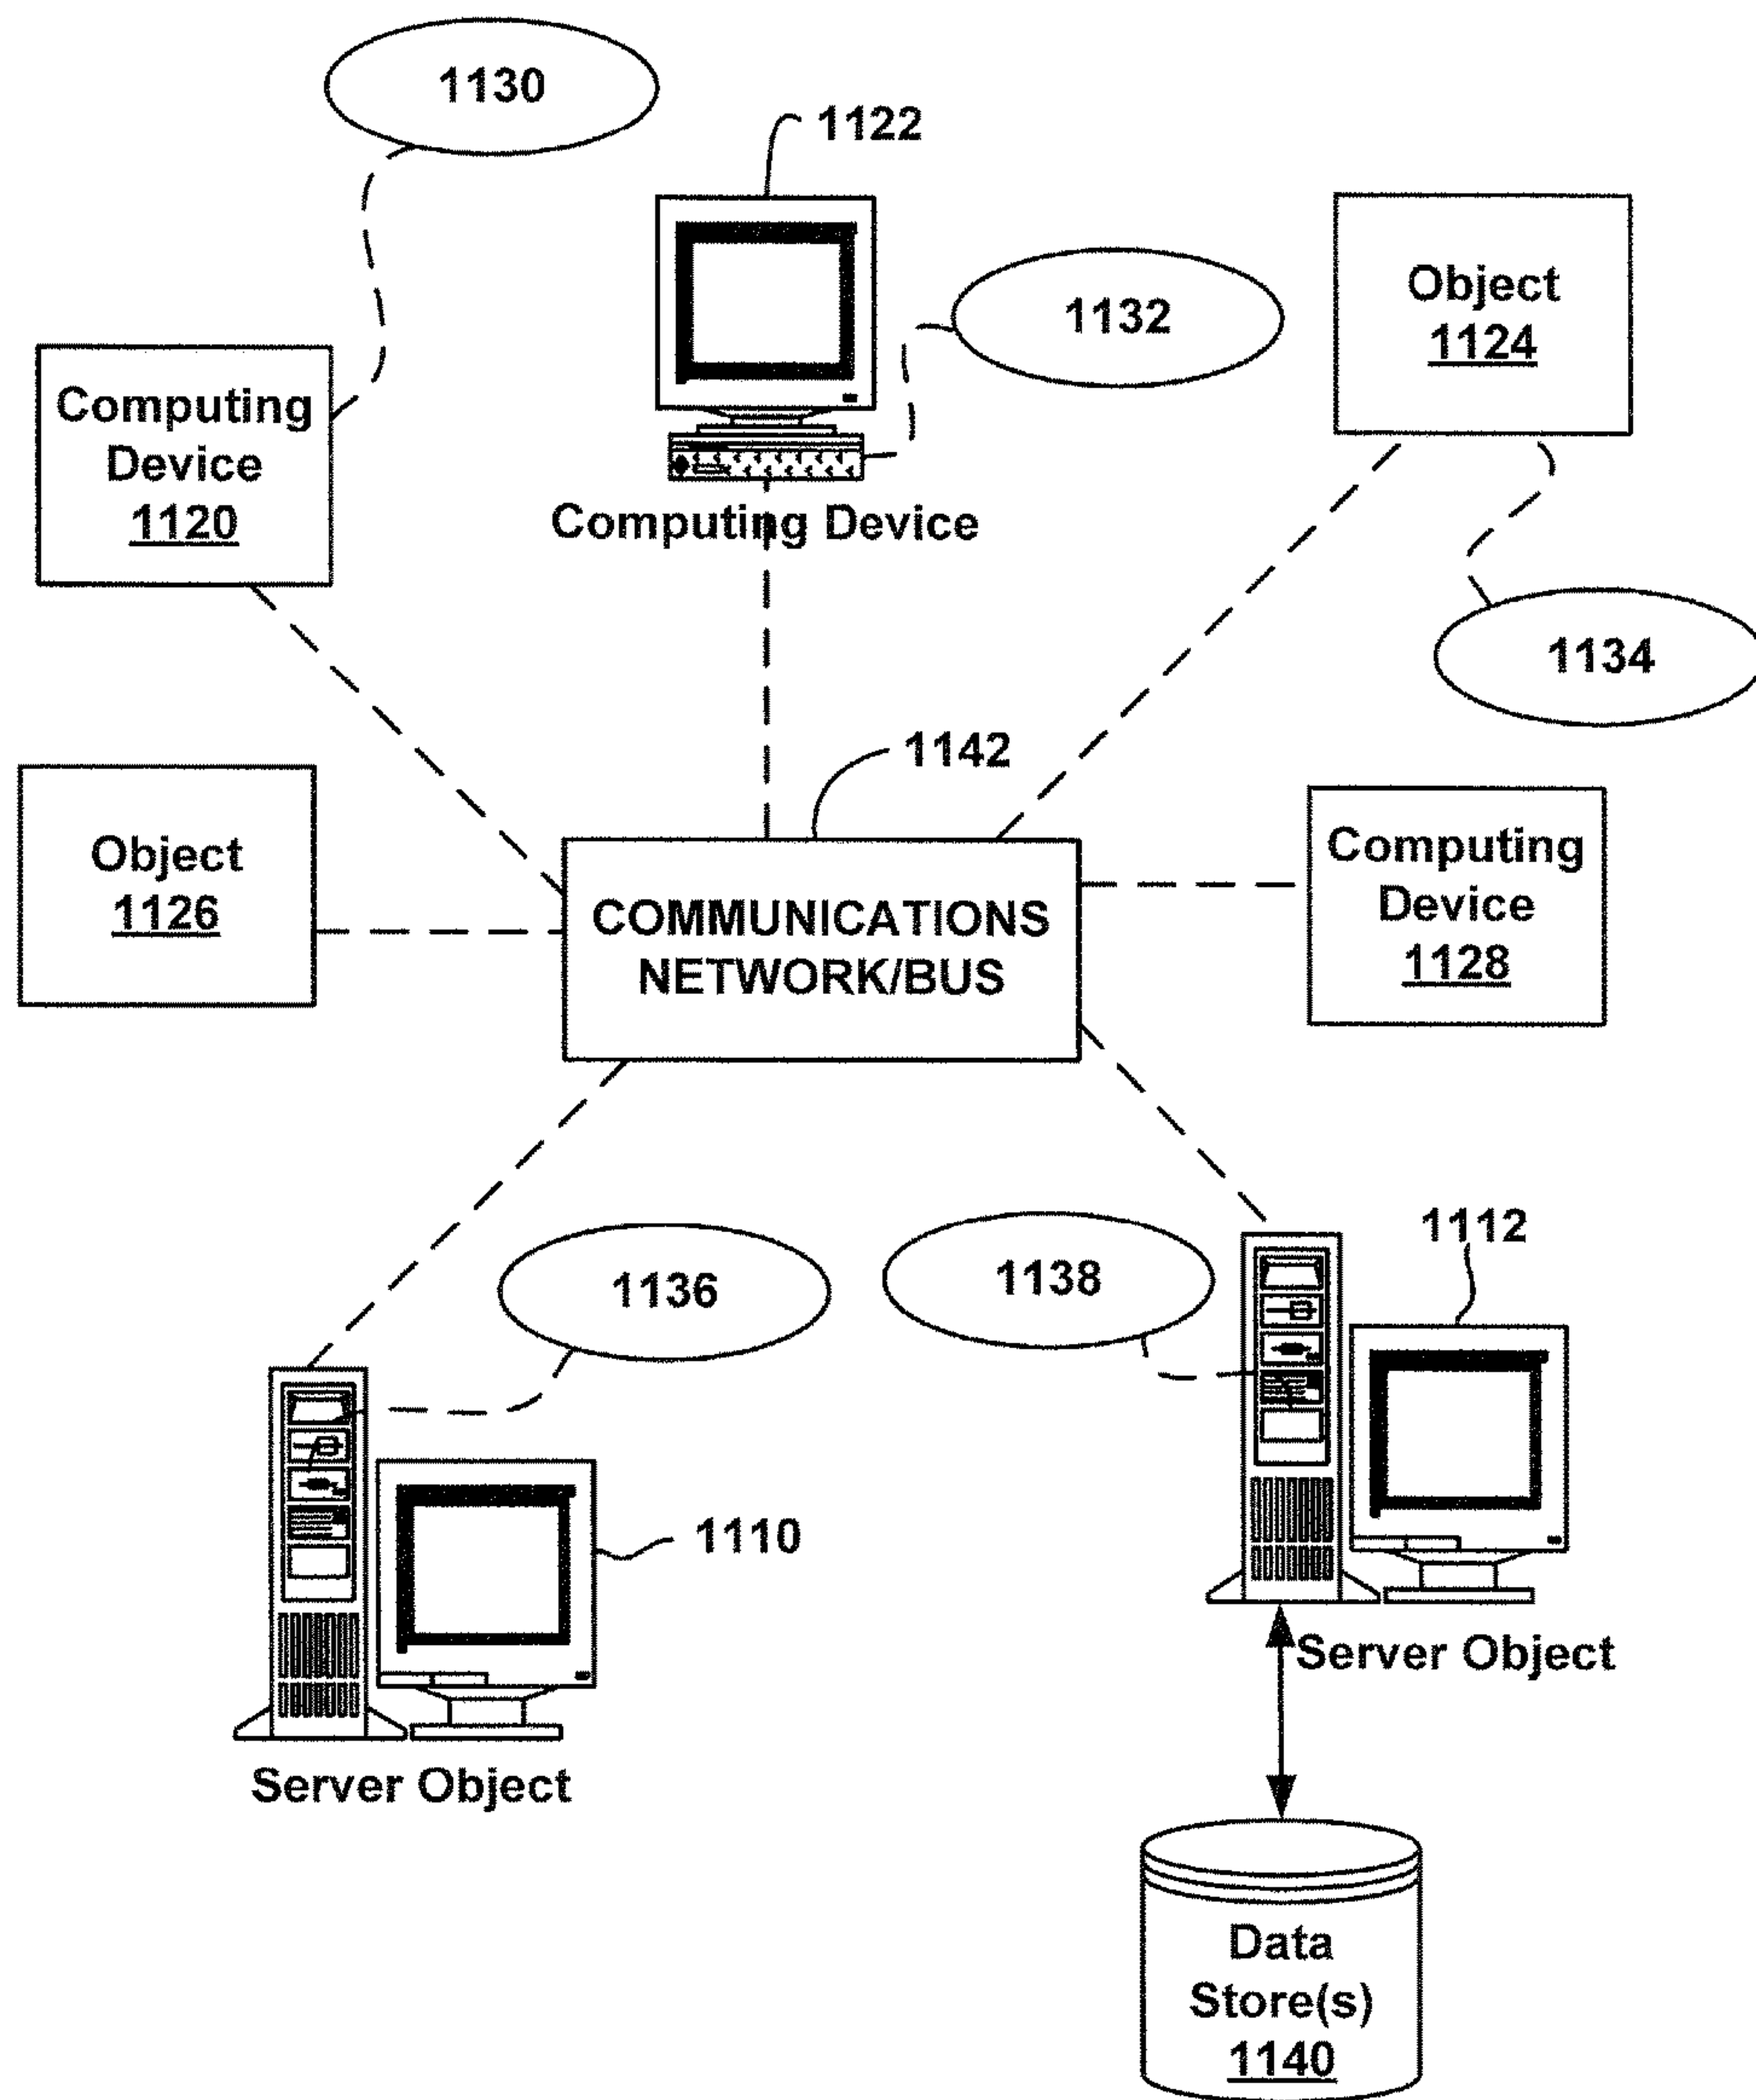 1130
1122
1132
Object
1124
Computing
Device
1120
Computing Device
1134
1142
Object
1126
COMMUNICATIONS
NETWORK/BUS
Computing
Device
1128
1136
1138
1112
1110
Server Object
Server Object
Data
Store(s)
1140